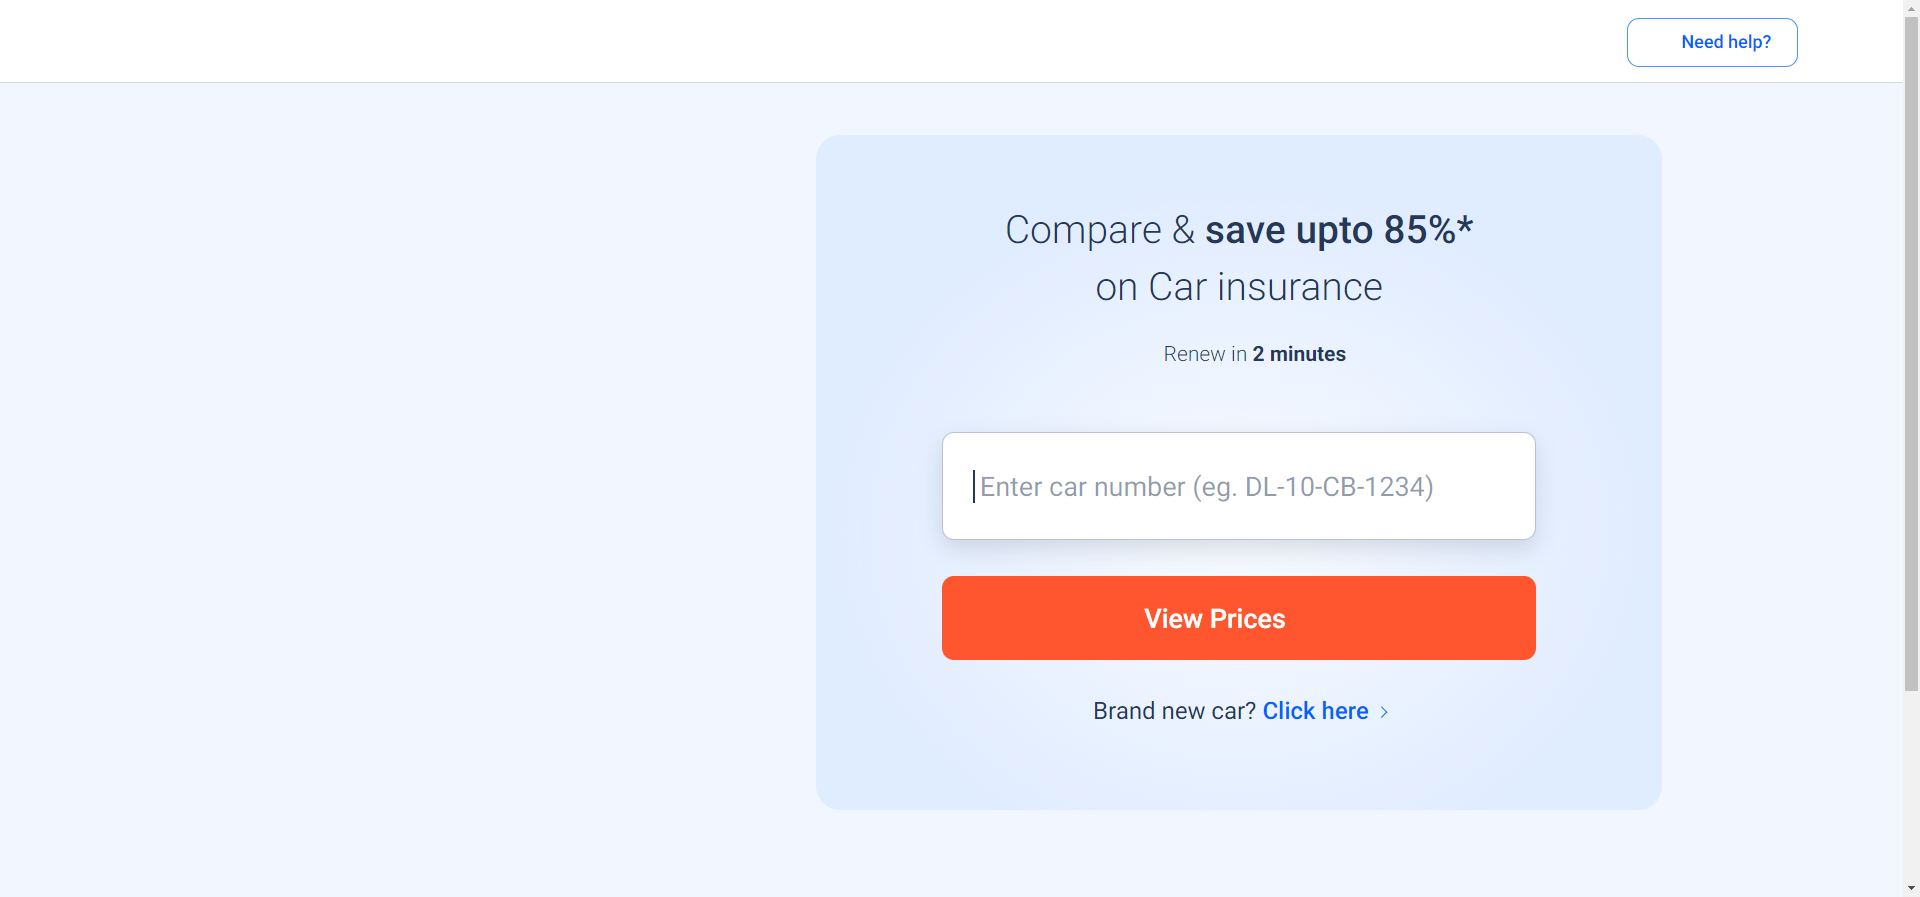 Need help?
Compare & save upto 85%*
on Car insurance
Renew in 2 minutes
Enter car number (eg. DL-10-CB-1234)
View Prices
Brand new car? Click here